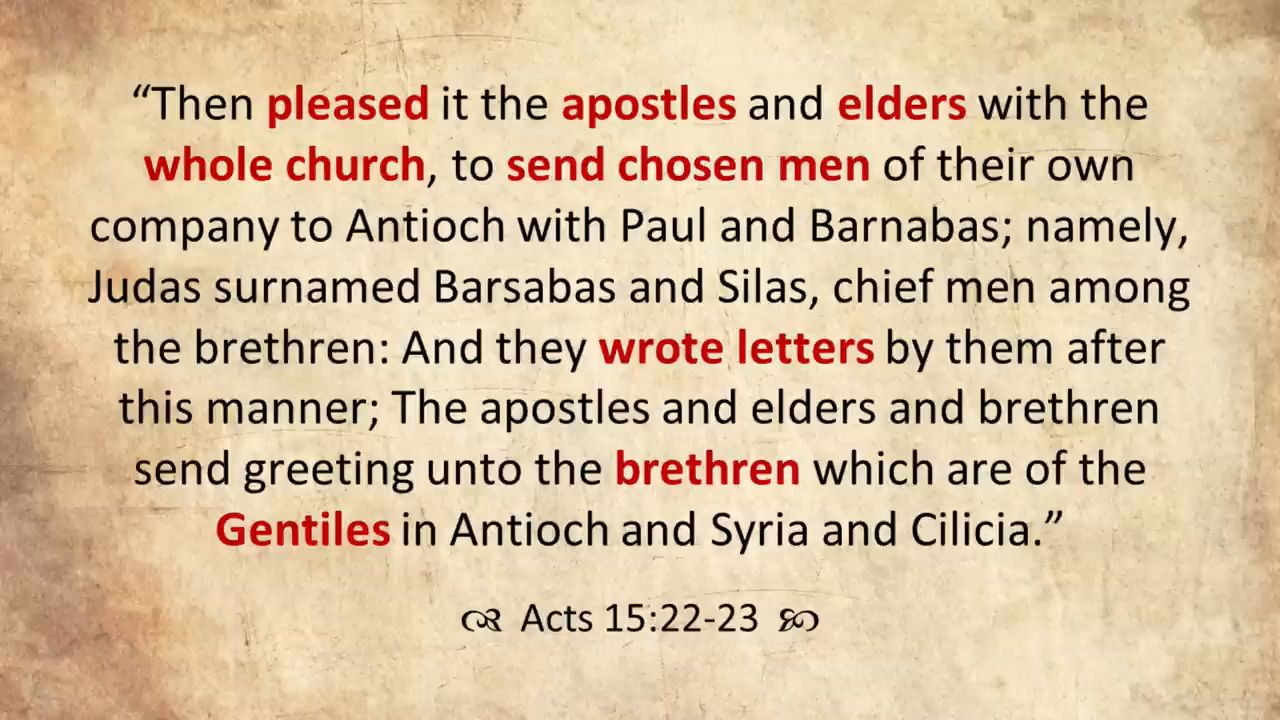 “Then pleased it the apostles and elders with the
whole church, to send chosen men of their own
company to Antioch with Paul and Barnabas; namely,
Judas surnamed Barsabas and Silas, chief men among
the brethren: And they wrote letters by them after
this manner; The apostles and elders and brethren
send greeting unto the brethren which are of the
Gentiles in Antioch and Syria and Cilicia.”
Acts 15:22-23